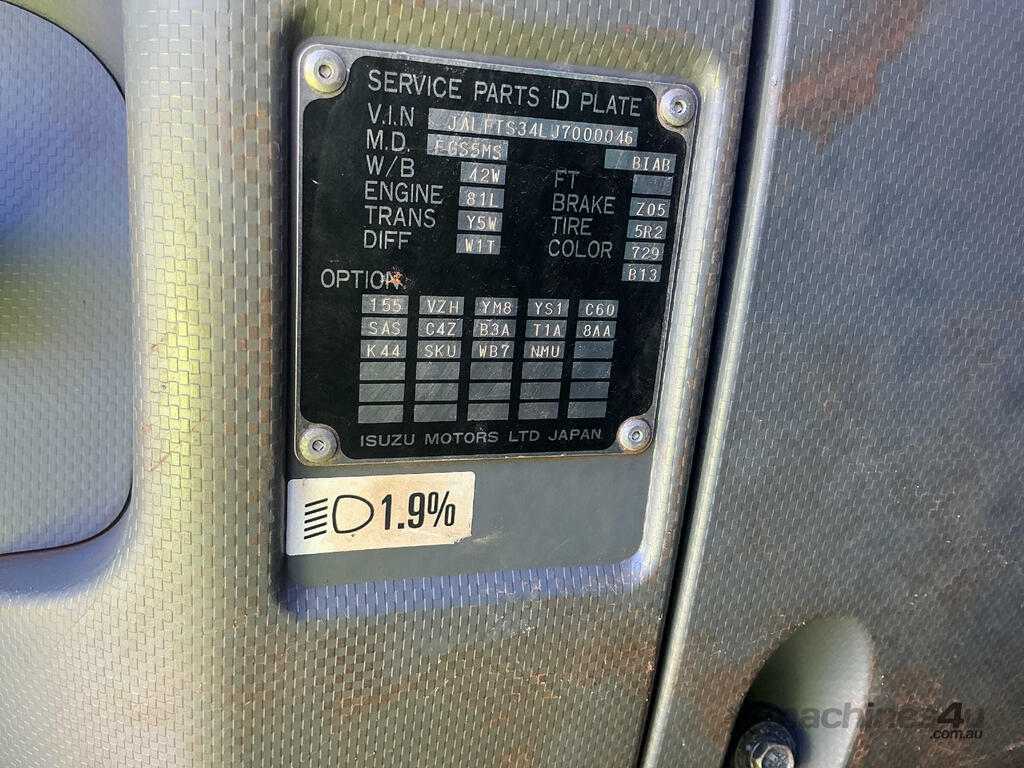 SERVICE PARTS ID PLATE
V.I.N JALFTS34LJ7000046
M.D. FGS5MS BIAB
W/B 42W FT
ENGINE 81L BRAKE Z05
TRANS Y5W TIRE 5R2
DIFF W1T COLOR 729
B13
OPTION
155 VZH YM8 YS1 C60
SAS C4Z B3A T1A 8AA
K44 SKU WB7 NMU
ISUZU MOTORS LTD JAPAN
1.9%
machines4u
.com.au